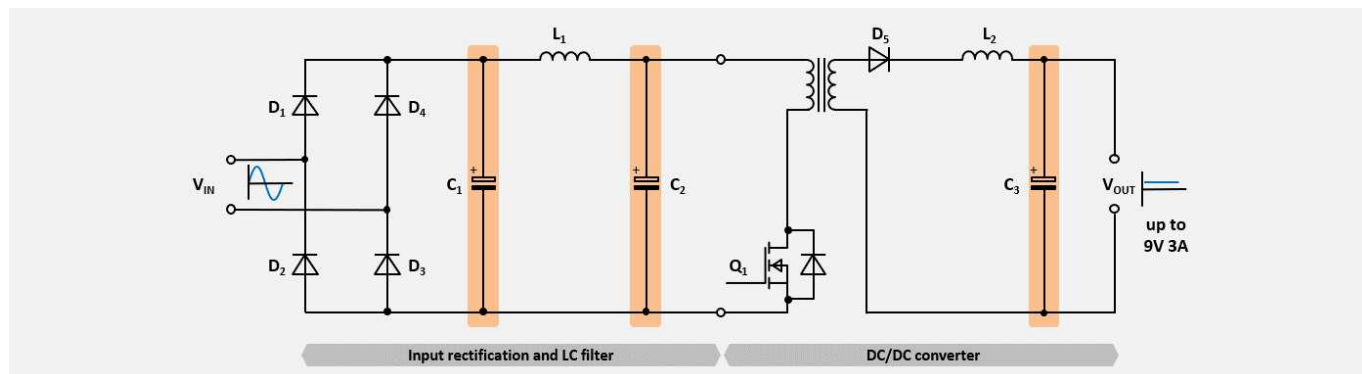 L1
D5
L2
D1
D4
VIN
+
C1
+
C2
+
C3
VOUT
up to
9V 3A
D2
D3
Q1
Input rectification and LC filter
DC/DC converter